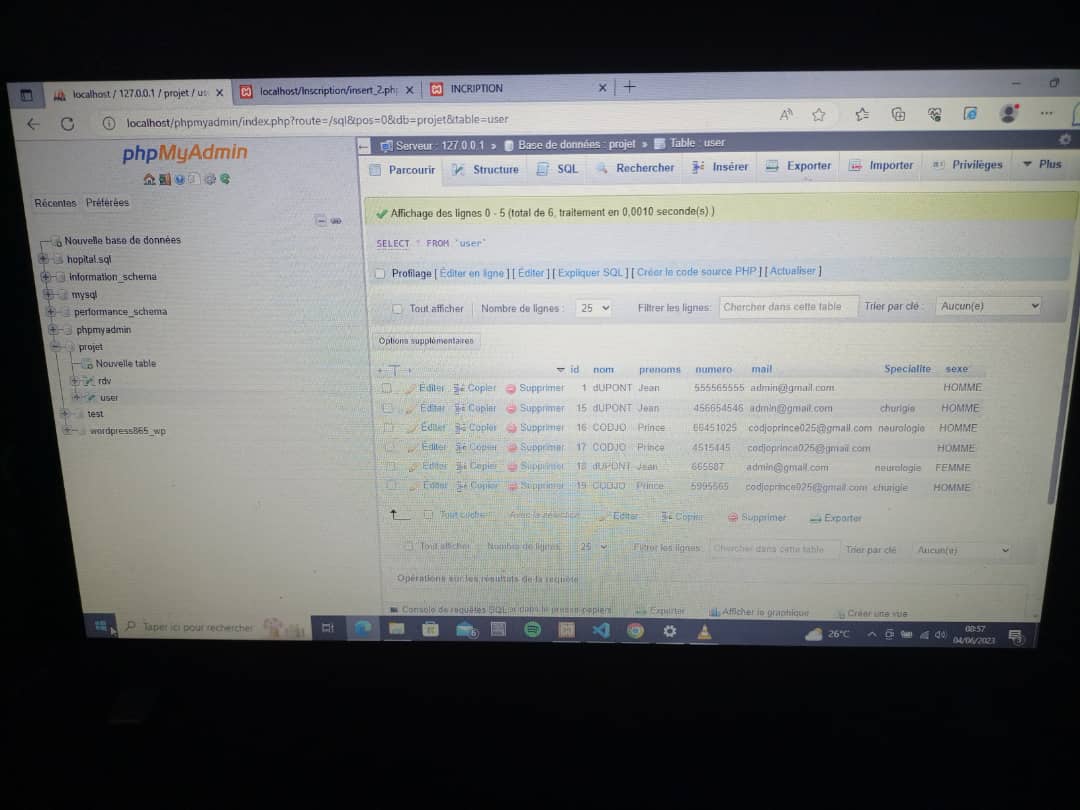 localhost / 127.0.0.1 / projet / us
localhost/Inscription/insert_2.php
INCRIPTION
localhost/phpmyadmin/index.php?route=/sql&pos=0&db=projet&table=user
phpMyAdmin
Récentes Préférées
Nouvelle base de données
hopital.sql
information_schema
mysql
performance_schema
phpmyadmin
projet
Nouvelle table
rdv
user
test
wordpress865_wp
Serveur : 127.0.0.1 » Base de données : projet » Table : user
Parcourir Structure SQL Rechercher Insérer Exporter Importer Privilèges Plus
Affichage des lignes 0 - 5 (total de 6, traitement en 0,0010 seconde(s).)
SELECT * FROM `user`
Profilage [ Éditer en ligne ] [ Éditer ] [ Expliquer SQL ] [ Créer le code source PHP ] [ Actualiser ]
Tout afficher Nombre de lignes : 25 Filtrer les lignes: Chercher dans cette table Trier par clé : Aucun(e)
Options supplémentaires
id nom prenoms numero mail Specialite sexe
Éditer Copier Supprimer 1 dUPONT Jean 555565555 admin@gmail.com HOMME
Éditer Copier Supprimer 15 dUPONT Jean 456654546 admin@gmail.com churigie HOMME
Éditer Copier Supprimer 16 CODJO Prince 66451025 codjoprince025@gmail.com neurologie HOMME
Éditer Copier Supprimer 17 CODJO Prince 4515445 codjoprince025@gmail.com HOMME
Éditer Copier Supprimer 18 dUPONT Jean 665687 admin@gmail.com neurologie FEMME
Éditer Copier Supprimer 19 CODJO Prince 5995565 codjoprince025@gmail.com churigie HOMME
Tout cocher Avec la sélection Éditer Copier Supprimer Exporter
Tout afficher Nombre de lignes 25 Filtrer les lignes: Chercher dans cette table Trier par clé Aucun(e)
Opérations sur les résultats de la requête
Console de requêtes SQL dans le presse-papiers Exporter Afficher le graphique Créer une vue
Taper ici pour rechercher
6
26°C
08:57
04/06/2023
3